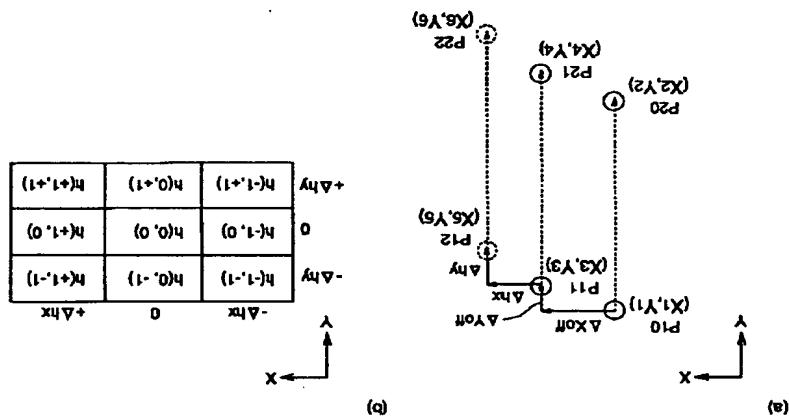 (a)
X
Y
P10
(X1,Y1)
ΔXoff
ΔYoff
P11
(X3,Y3)
Δhx
Δhy
P12
(X5,Y5)
P20
(X2,Y2)
P21
(X4,Y4)
P22
(X6,Y6)
(b)
X
Y
-Δhx 0 +Δhx
-Δhy h(-1,-1) h(0,-1) h(+1,-1)
0 h(-1,0) h(0,0) h(+1,0)
+Δhy h(-1,+1) h(0,+1) h(+1,+1)